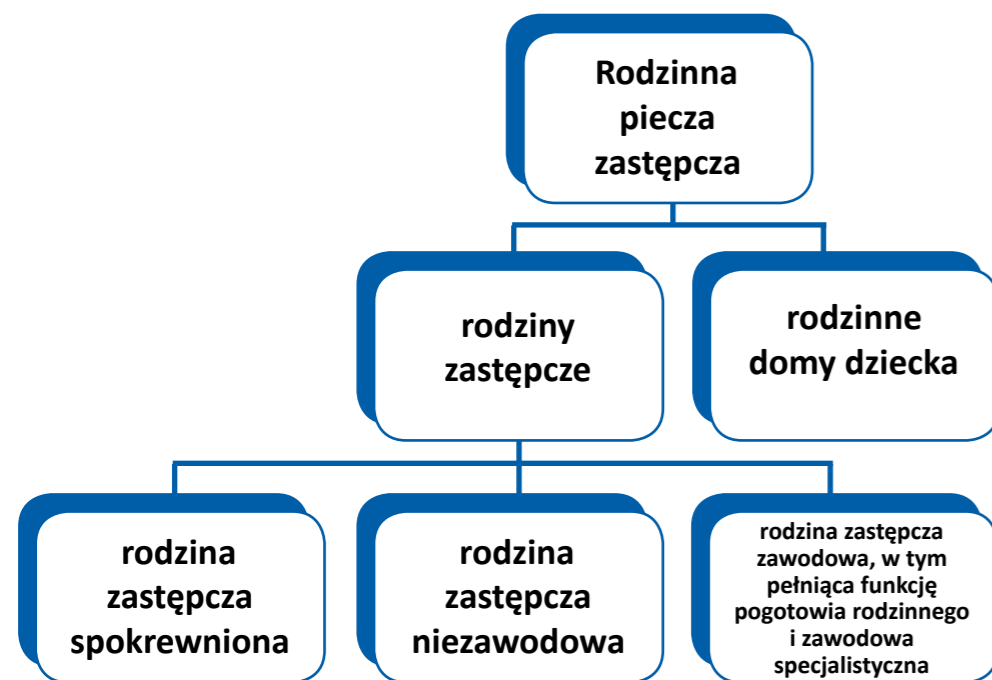 Rodzinna
piecza
zastępcza
rodziny
zastępcze
rodzinne
domy dziecka
rodzina
zastępcza
spokrewniona
rodzina
zastępcza
niezawodowa
rodzina zastępcza
zawodowa, w tym
pełniąca funkcję
pogotowia rodzinnego
i zawodowa
specjalistyczna